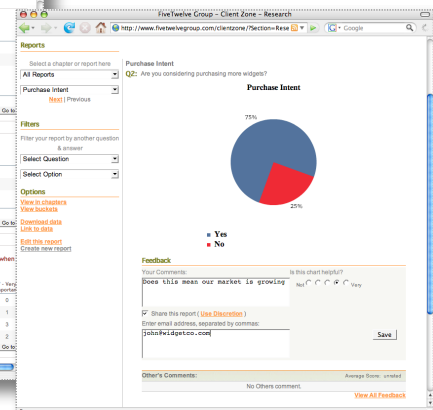 FiveTwelve Group – Client Zone – Research
http://www.fivetwelvegroup.com/clientzone/?Section=Rese
Google
Reports
Select a chapter or report here
All Reports
Purchase Intent
Next | Previous
Filters
Filter your report by another question
& answer
Select Question
Select Option
Options
View in chapters
View buckets
Download data
Link to data
Edit this report
Create new report
Purchase Intent
Q2: Are you considering purchasing more widgets?
Purchase Intent
75%
25%
Yes
No
Feedback
Your Comments:
Is this chart helpful?
Does this mean our market is growing
Not
Very
Share this report ( Use Discretion )
Enter email address, separated by commas:
john@widgetco.com
Save
Other's Comments:
Average Score: unrated
No Others comment.
View All Feedback
Go to
Go to
when
- Very
0
1
3
2
Go to